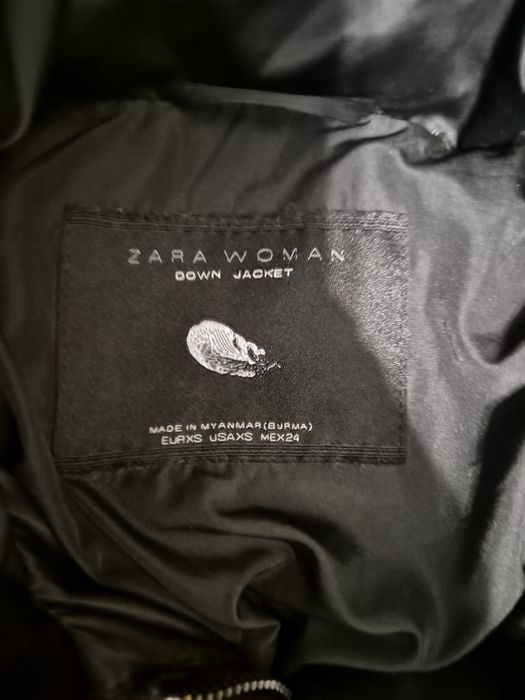 ZARA WOMAN
DOWN JACKET
MADE IN MYANMAR(BURMA)
EURXS USAXS MEX24